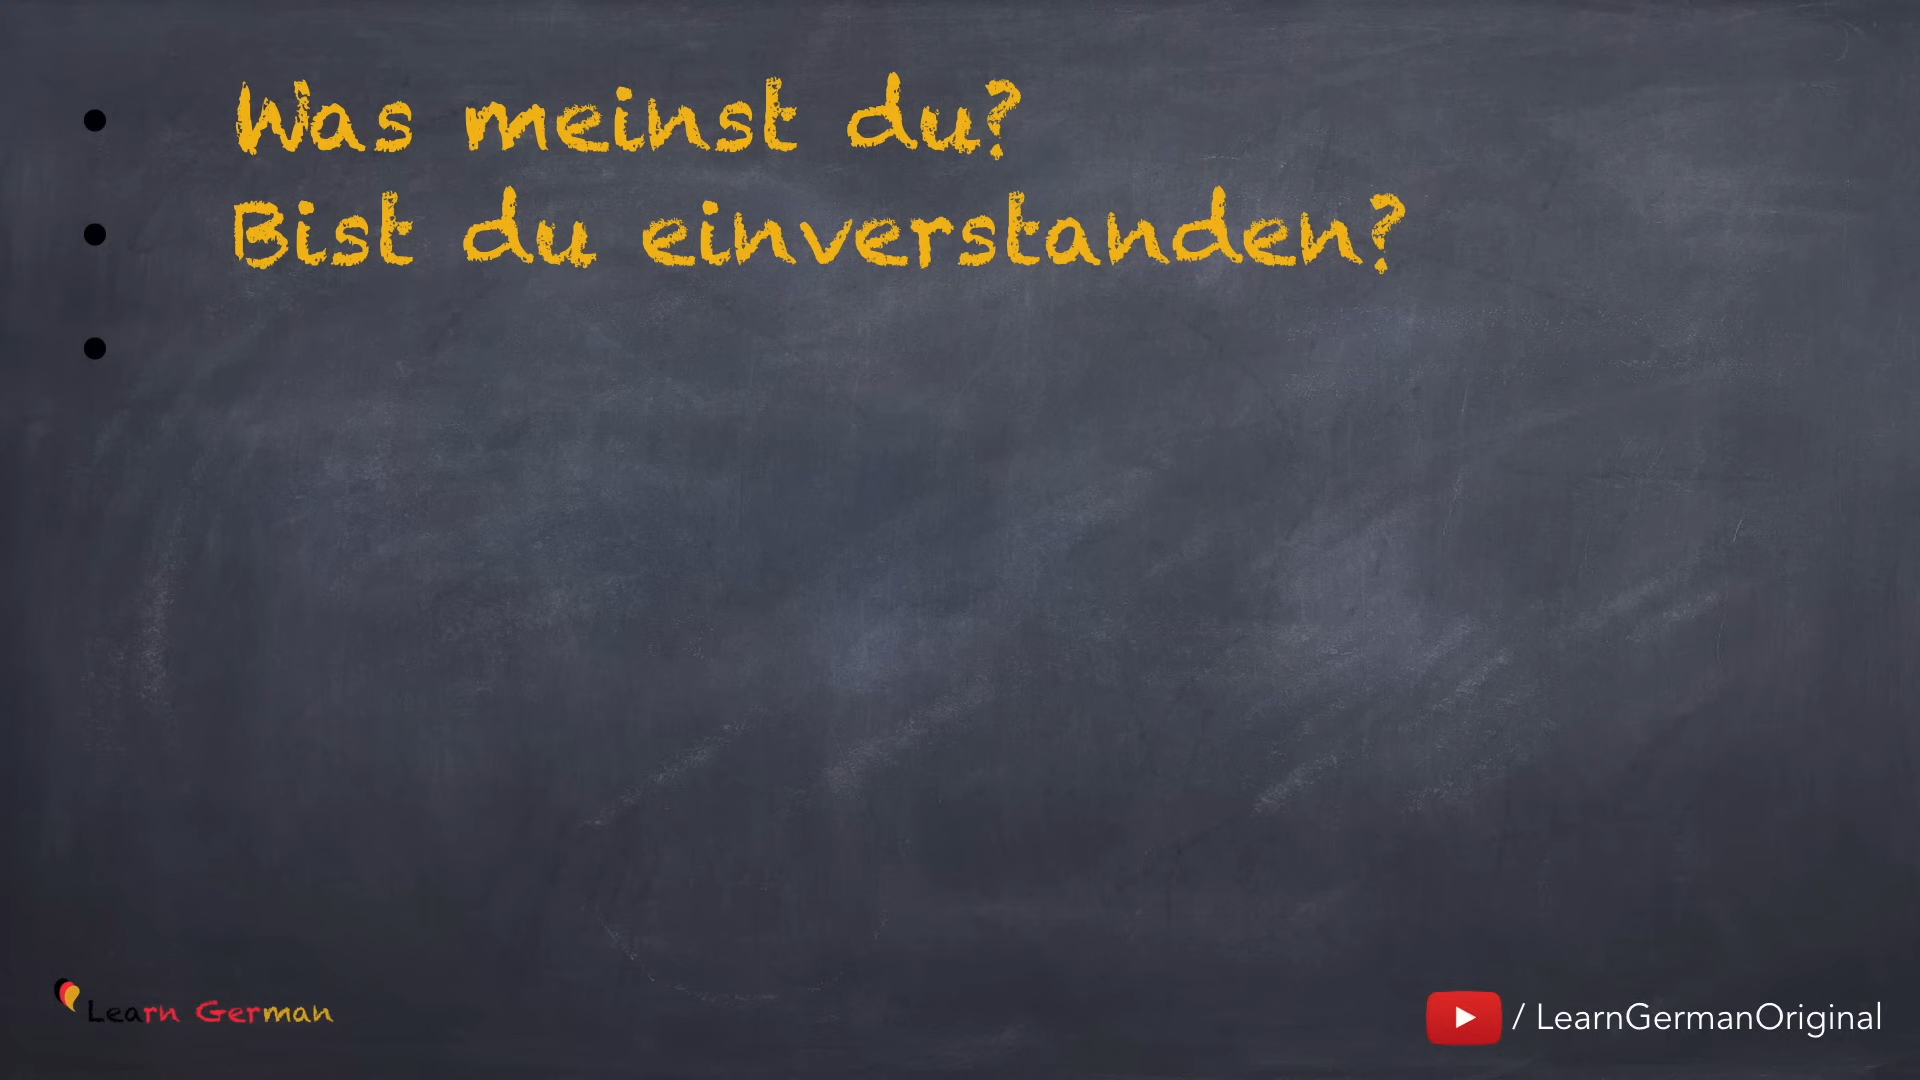 • Was meinst du?
• Bist du einverstanden?
•
Learn German
/ LearnGermanOriginal